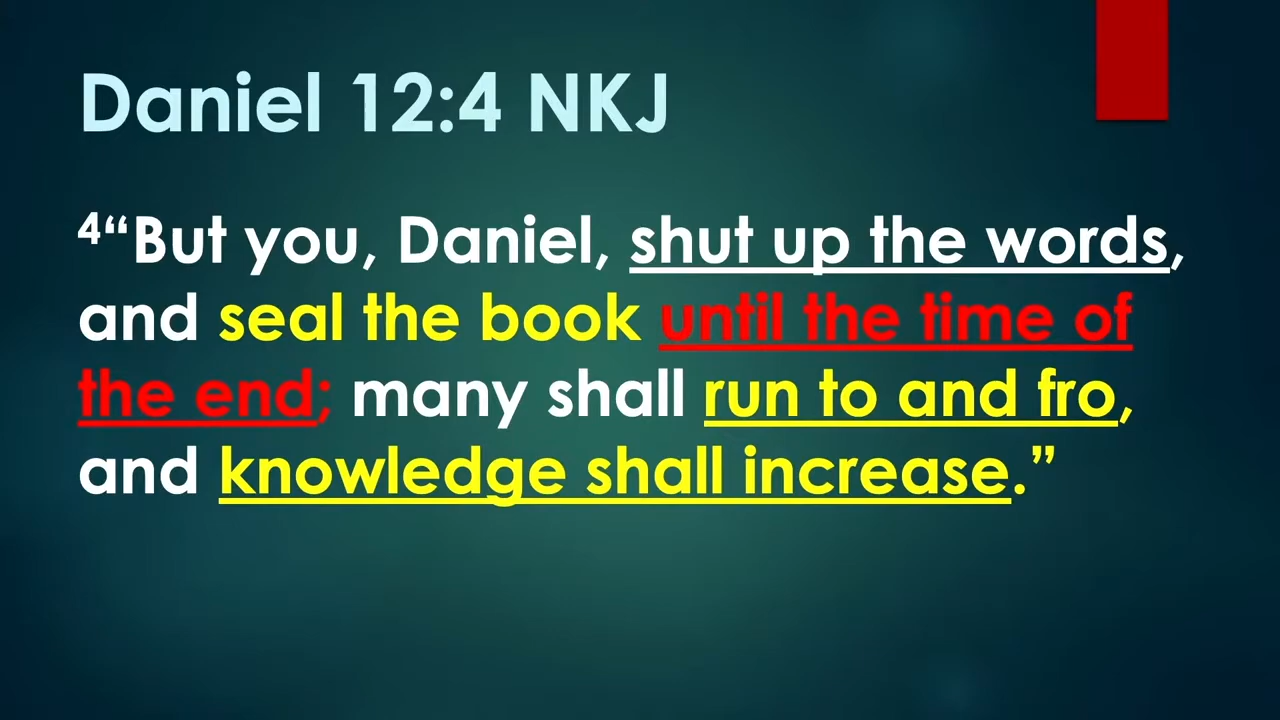 Daniel 12:4 NKJ
4“But you, Daniel, shut up the words,
and seal the book until the time of
the end; many shall run to and fro,
and knowledge shall increase.”